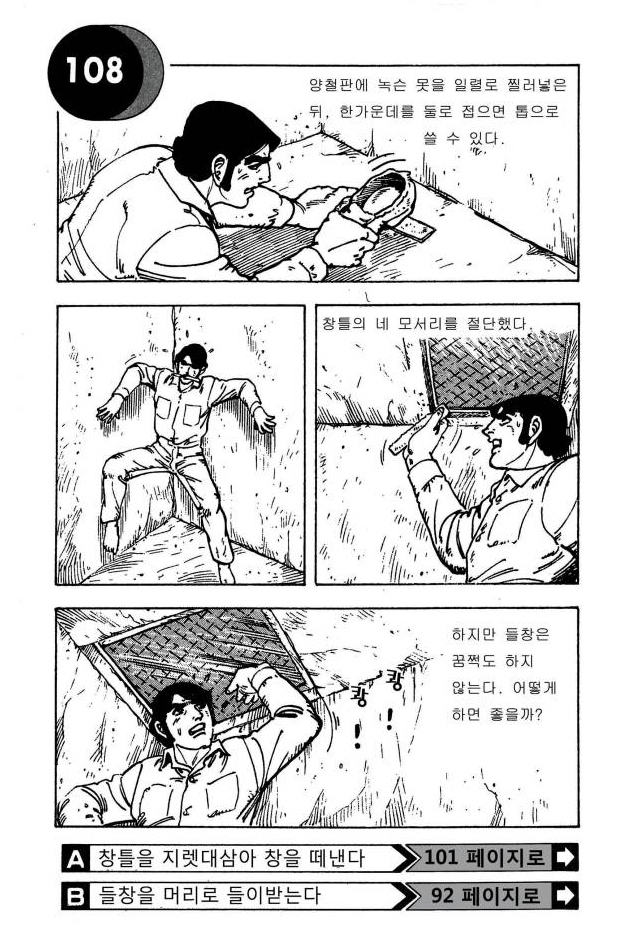 108
양철판에 녹슨 못을 일렬로 찔러넣은
뒤, 한가운데를 둘로 접으면 톱으로
쓸 수 있다.
창틀의 네 모서리를 절단했다.
하지만 들창은
꿈쩍도 하지
않는다. 어떻게
하면 좋을까?
쾅
쾅
!
!
A 창틀을 지렛대삼아 창을 떼낸다 101 페이지로
B 들창을 머리로 들이받는다 92 페이지로